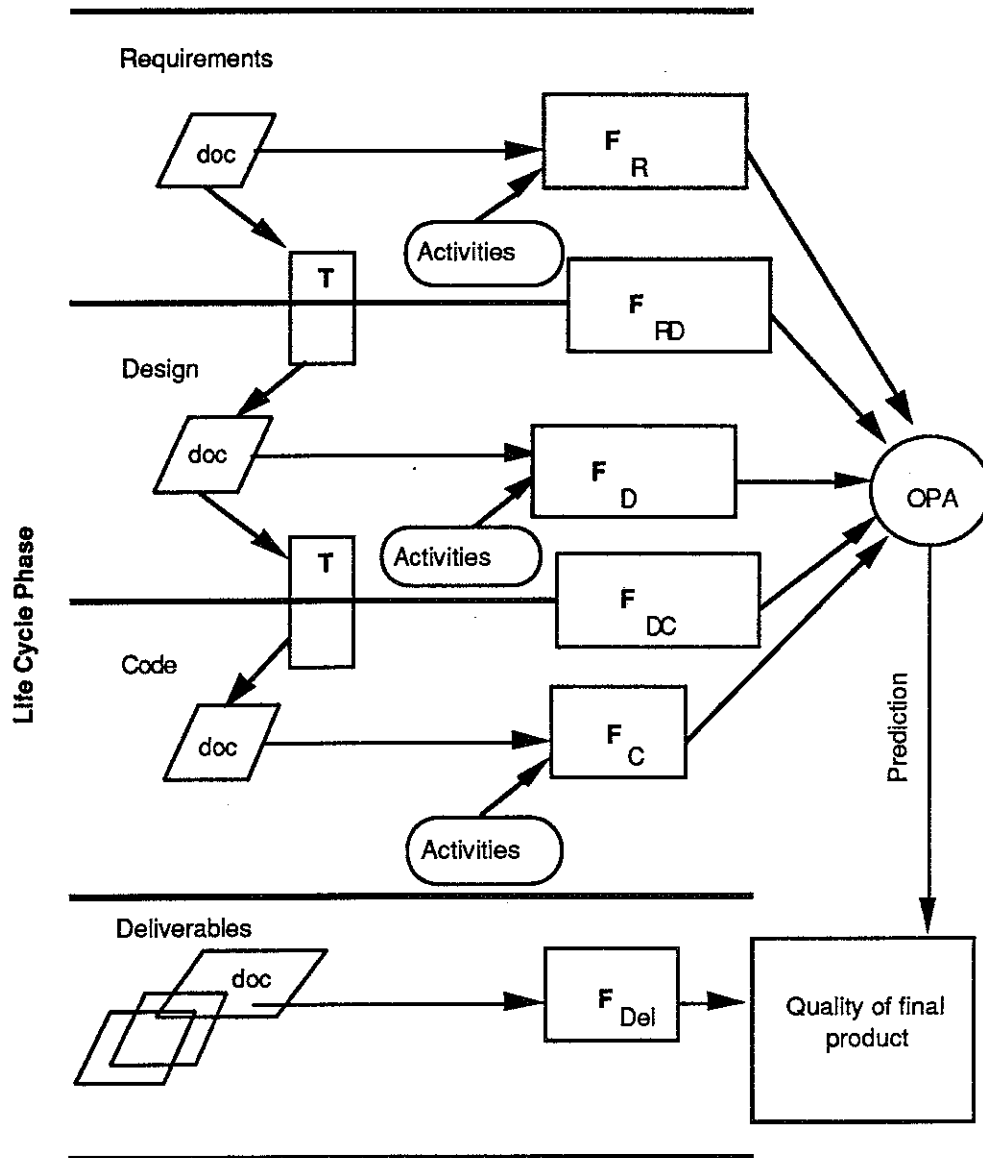 Requirements
doc
F
R
Activities
T
F
RD
Design
doc
F
D
OPA
Activities
T
F
DC
Life Cycle Phase
Code
doc
F
C
Prediction
Activities
Deliverables
doc
F
Del
Quality of final
product